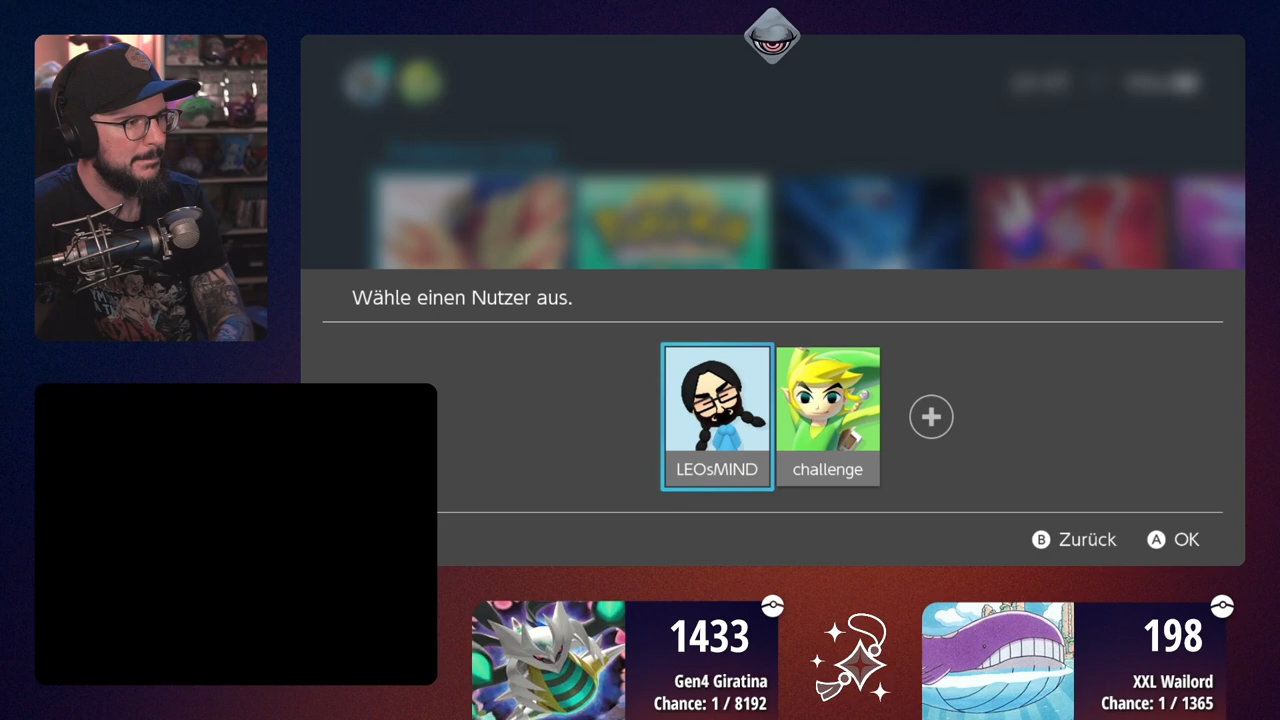 Wähle einen Nutzer aus.
LEOsMIND
challenge
B Zurück
A OK
1433
Gen4 Giratina
Chance: 1 / 8192
198
XXL Wailord
Chance: 1 / 1365